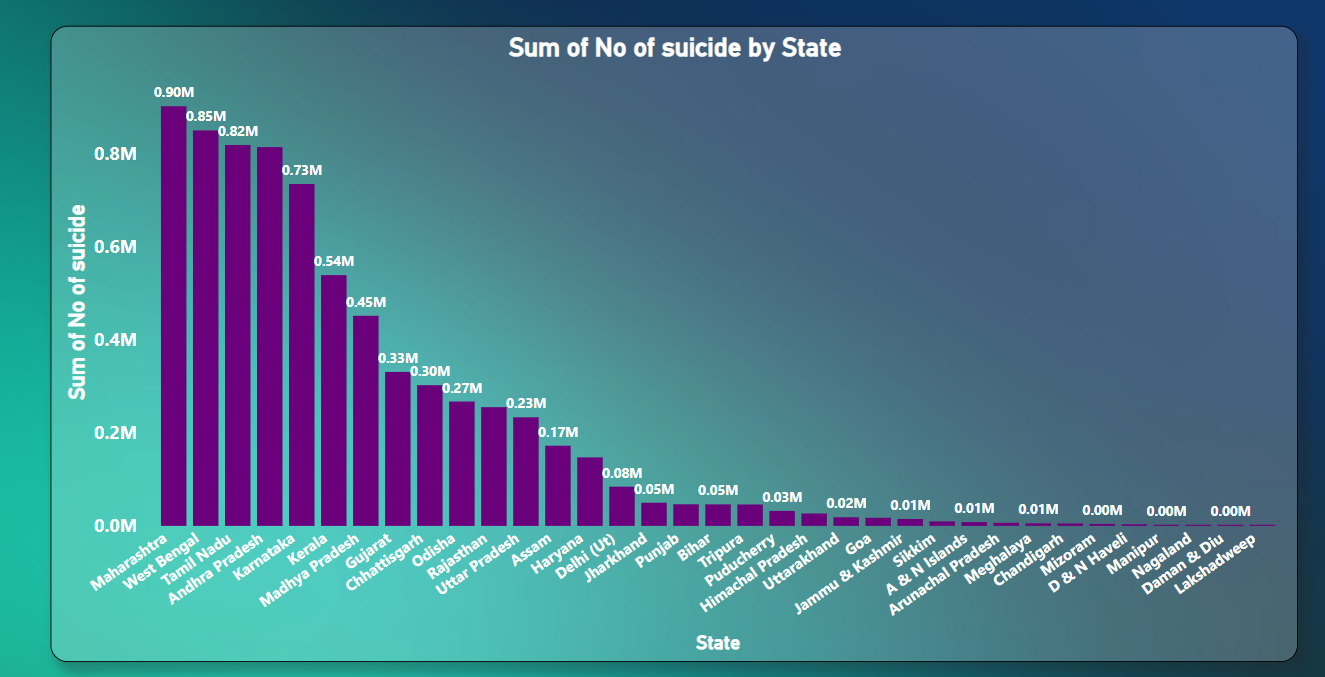 Sum of No of suicide by State
Sum of No of suicide
0.8M
0.6M
0.4M
0.2M
0.0M
0.90M
0.85M
0.82M
0.73M
0.54M
0.45M
0.33M
0.30M
0.27M
0.23M
0.17M
0.08M
0.05M
0.05M
0.03M
0.02M
0.01M
0.01M
0.01M
0.00M
0.00M
0.00M
Maharashtra
West Bengal
Tamil Nadu
Andhra Pradesh
Karnataka
Kerala
Madhya Pradesh
Gujarat
Chhattisgarh
Odisha
Rajasthan
Uttar Pradesh
Assam
Haryana
Delhi (Ut)
Jharkhand
Punjab
Bihar
Tripura
Puducherry
Himachal Pradesh
Uttarakhand
Goa
Jammu & Kashmir
Sikkim
A & N Islands
Arunachal Pradesh
Meghalaya
Chandigarh
Mizoram
D & N Haveli
Manipur
Nagaland
Daman & Diu
Lakshadweep
State